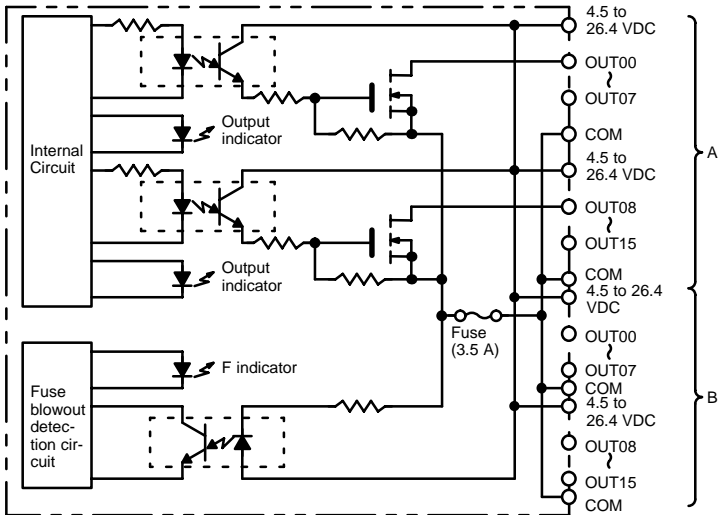 Internal
Circuit
Output
indicator
Output
indicator
Fuse
blowout
detec-
tion cir-
cuit
F indicator
Fuse
(3.5 A)
4.5 to
26.4 VDC
OUT00
OUT07
COM
4.5 to
26.4 VDC
OUT08
OUT15
COM
4.5 to 26.4
VDC
OUT00
OUT07
COM
4.5 to
26.4 VDC
OUT08
OUT15
COM
A
B